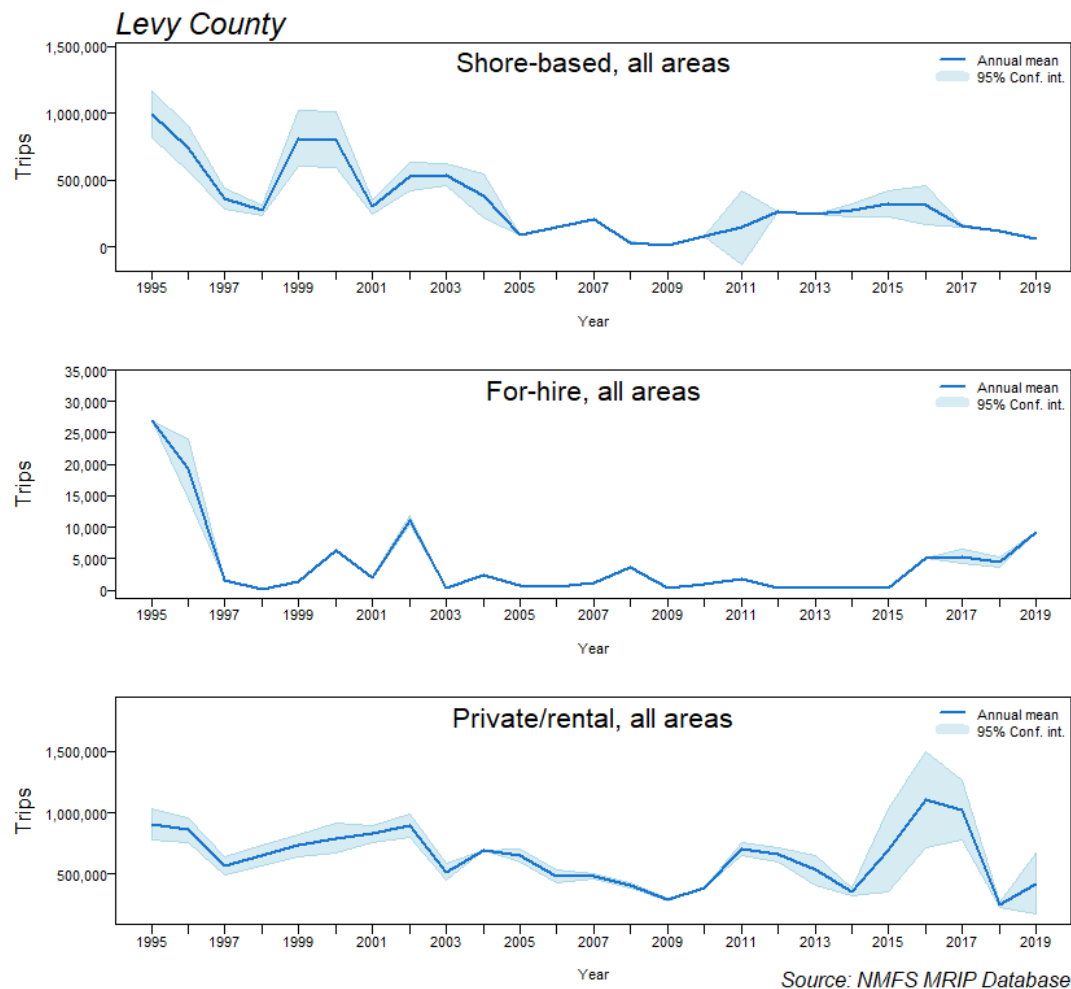 Levy County
Shore-based, all areas
Annual mean
95% Conf. int.
Trips
1,500,000
1,000,000
500,000
0
1995 1997 1999 2001 2003 2005 2007 2009 2011 2013 2015 2017 2019
Year
For-hire, all areas
Annual mean
95% Conf. int.
Trips
35,000
30,000
25,000
20,000
15,000
10,000
5,000
0
1995 1997 1999 2001 2003 2005 2007 2009 2011 2013 2015 2017 2019
Year
Private/rental, all areas
Annual mean
95% Conf. int.
Trips
1,500,000
1,000,000
500,000
1995 1997 1999 2001 2003 2005 2007 2009 2011 2013 2015 2017 2019
Year
Source: NMFS MRIP Database